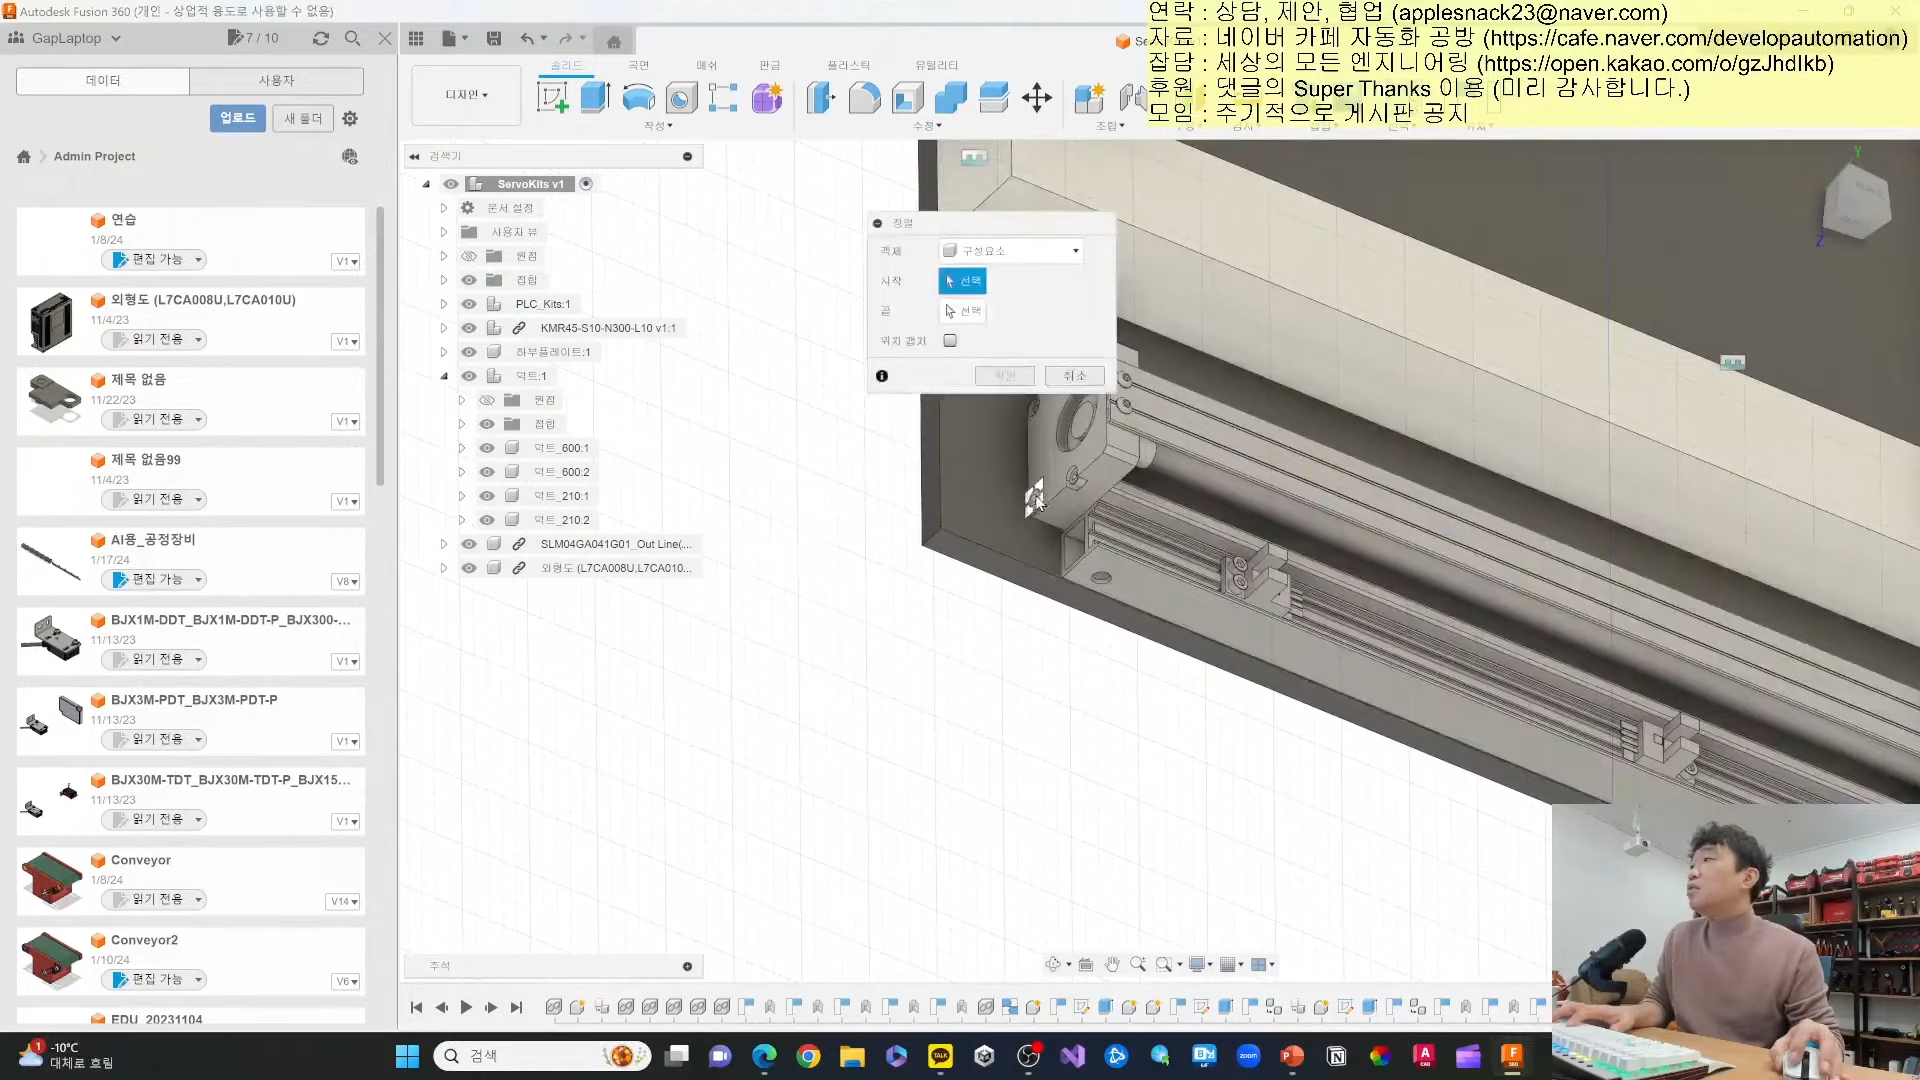 Autodesk Fusion 360 (개인 - 상업적 용도로 사용할 수 없음)
연락 : 상담, 제안, 협업 (applesnack23@naver.com)
자료 : 네이버 카페 자동화 공방 (https://cafe.naver.com/developautomation)
잡담 : 세상의 모든 엔지니어링 (https://open.kakao.com/o/gzJhdIkb)
후원 : 댓글의 Super Thanks 이용 (미리 감사합니다.)
모임 : 주기적으로 게시판 공지
GapLaptop
7 / 10
데이터
사용자
업로드
새 폴더
Admin Project
연습
1/8/24
편집 가능
V1
외형도 (L7CA008U,L7CA010U)
11/4/23
읽기 전용
V1
제목 없음
11/22/23
읽기 전용
V1
제목 없음99
11/4/23
읽기 전용
V1
AI용_공정장비
1/17/24
편집 가능
V8
BJX1M-DDT_BJX1M-DDT-P_BJX300-...
11/13/23
읽기 전용
V1
BJX3M-PDT_BJX3M-PDT-P
11/13/23
읽기 전용
V1
BJX30M-TDT_BJX30M-TDT-P_BJX15...
11/13/23
읽기 전용
V1
Conveyor
1/8/24
읽기 전용
V14
Conveyor2
1/10/24
편집 가능
V6
EDU_20231104
솔리드
곡면
메쉬
판금
플라스틱
유틸리티
디자인
작성
수정
조립
검색기
ServoKits v1
문서 설정
사용자 뷰
원점
접합
PLC_Kits:1
KMR45-S10-N300-L10 v1:1
하부플레이트:1
덕트:1
원점
접합
덕트_600:1
덕트_600:2
덕트_210:1
덕트_210:2
SLM04GA041G01_Out Line(...
외형도 (L7CA008U,L7CA010...
정렬
객체
구성요소
시작
선택
끝
선택
위치 캡처
확인
취소
Y
Z
주석
-10°C
대체로 흐림
검색